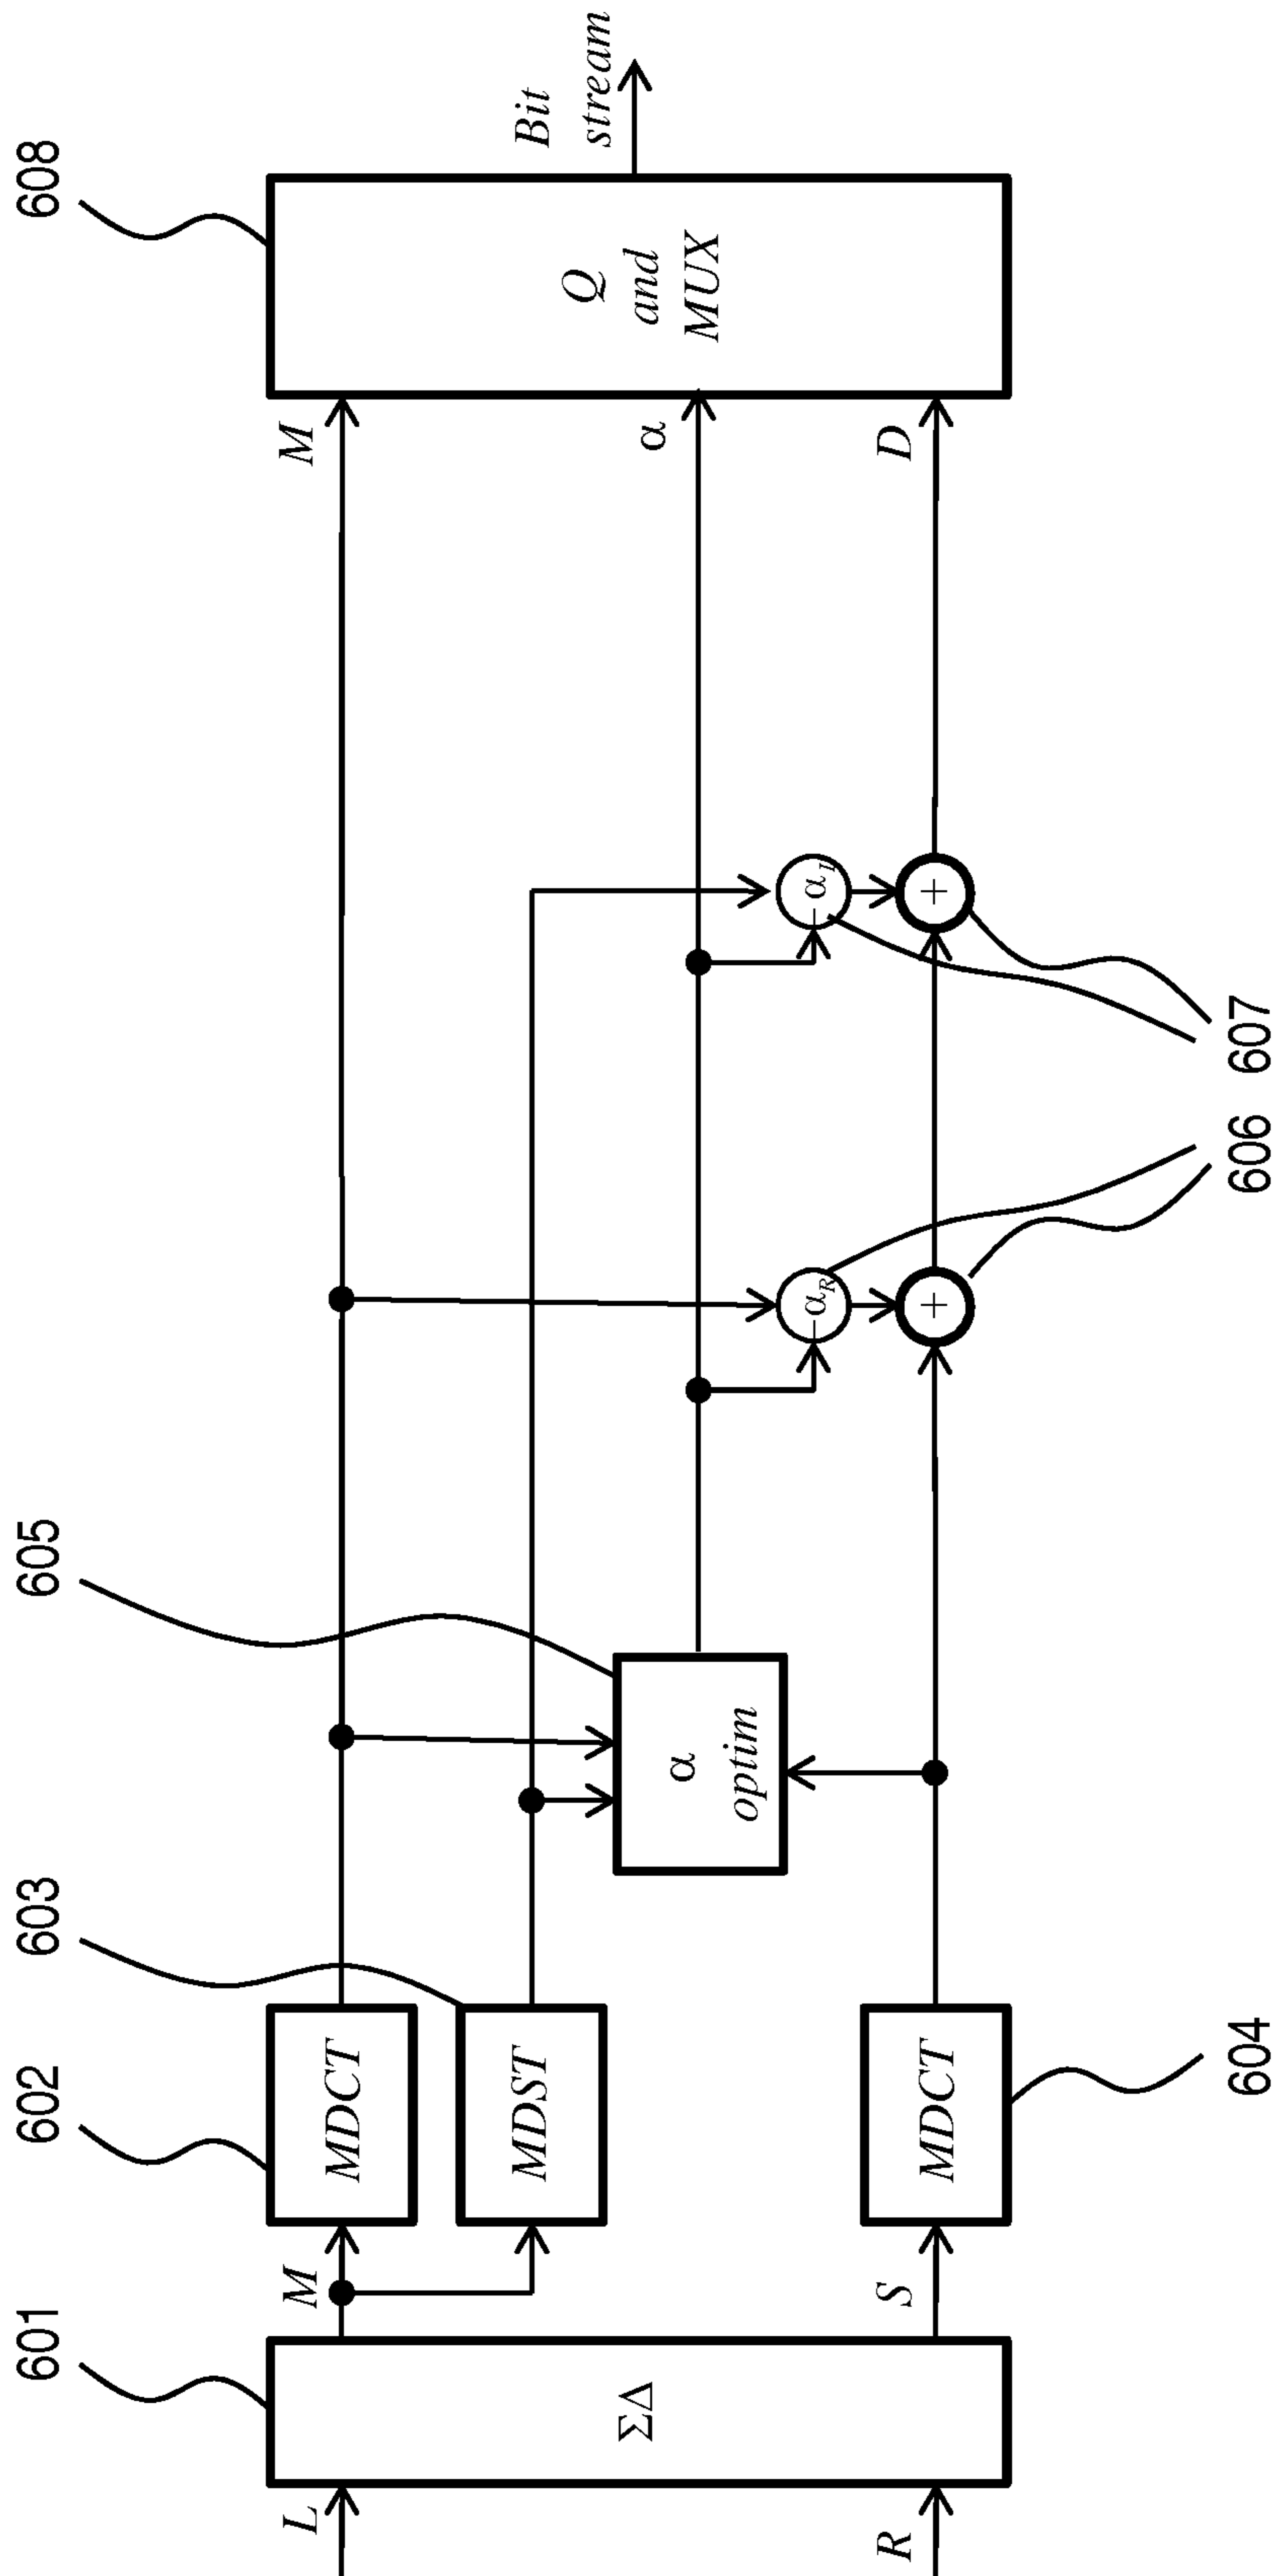 601
602
603
605
608
L
M
MDCT
M
Bit
stream
MDST
ΣΔ
α
optim
α
Q
and
MUX
−α_R
−α_I
R
S
MDCT
+
+
D
604
606
607